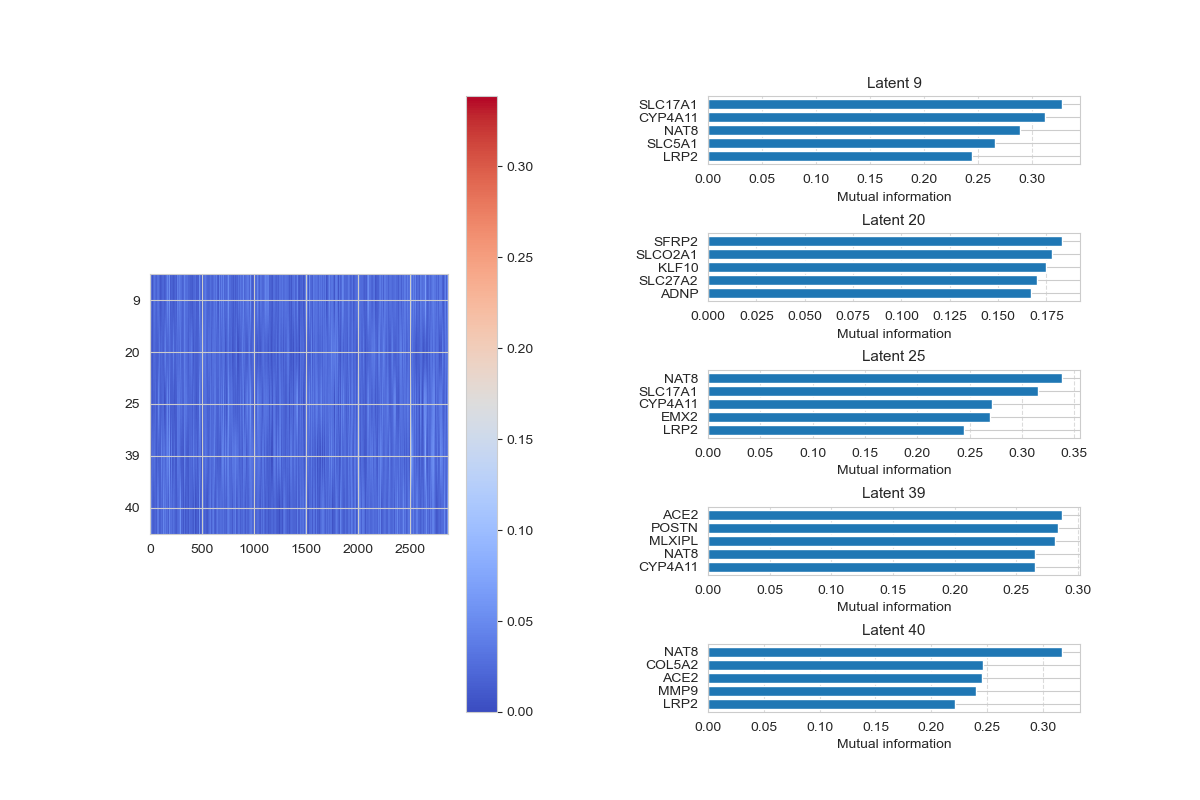 9
20
25
39
40
0 500 1000 1500 2000 2500
0.30
0.25
0.20
0.15
0.10
0.05
0.00
Latent 9
SLC17A1
CYP4A11
NAT8
SLC5A1
LRP2
0.00 0.05 0.10 0.15 0.20 0.25 0.30
Mutual information
Latent 20
SFRP2
SLCO2A1
KLF10
SLC27A2
ADNP
0.000 0.025 0.050 0.075 0.100 0.125 0.150 0.175
Mutual information
Latent 25
NAT8
SLC17A1
CYP4A11
EMX2
LRP2
0.00 0.05 0.10 0.15 0.20 0.25 0.30 0.35
Mutual information
Latent 39
ACE2
POSTN
MLXIPL
NAT8
CYP4A11
0.00 0.05 0.10 0.15 0.20 0.25 0.30
Mutual information
Latent 40
NAT8
COL5A2
ACE2
MMP9
LRP2
0.00 0.05 0.10 0.15 0.20 0.25 0.30
Mutual information